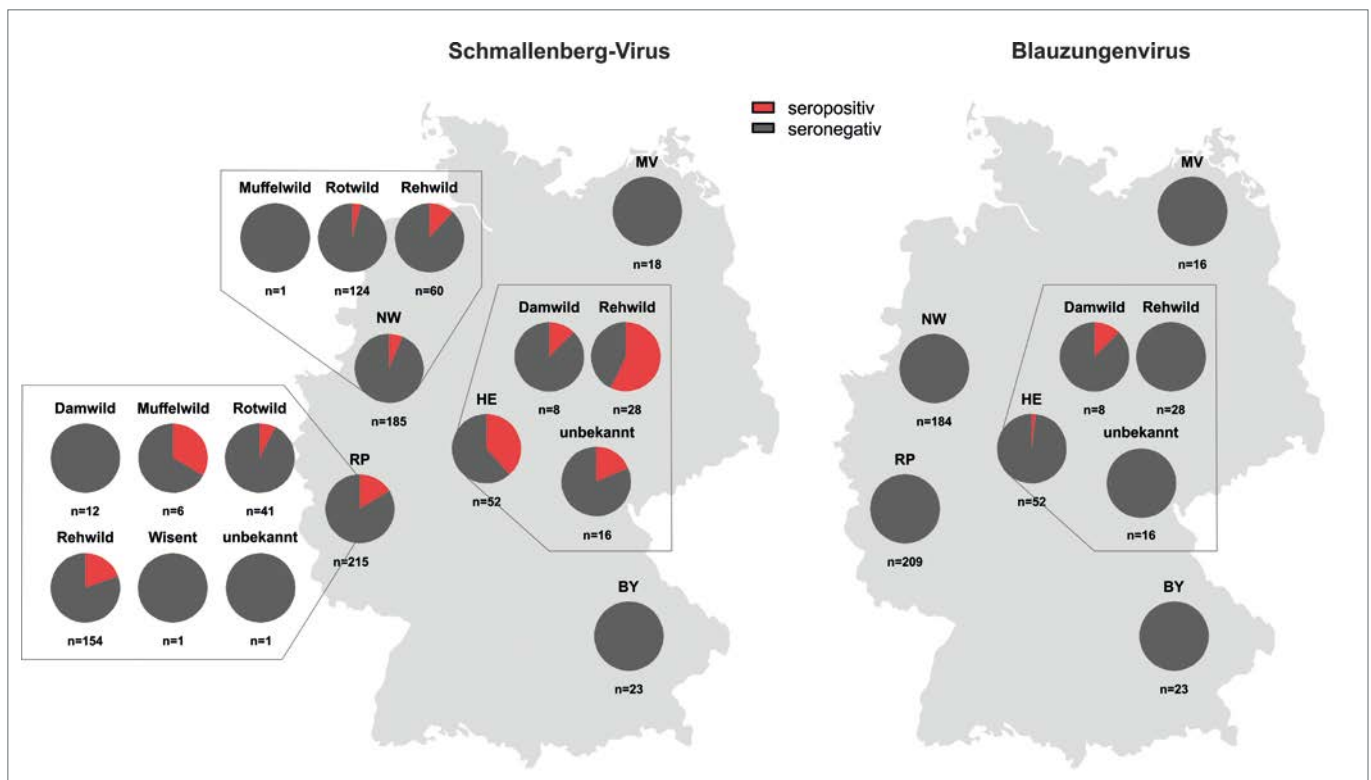 Schmallenberg-Virus
Blauzungenvirus
seropositiv
seronegativ
MV
n=18
Muffelwild Rotwild Rehwild
n=1 n=124 n=60
NW
n=185
Damwild Rehwild
n=8 n=28
HE
n=52
unbekannt
n=16
Damwild Muffelwild Rotwild
n=12 n=6 n=41
Rehwild Wisent unbekannt
n=154 n=1 n=1
RP
n=215
BY
n=23
MV
n=16
NW
n=184
Damwild Rehwild
n=8 n=28
HE
n=52
unbekannt
n=16
RP
n=209
BY
n=23